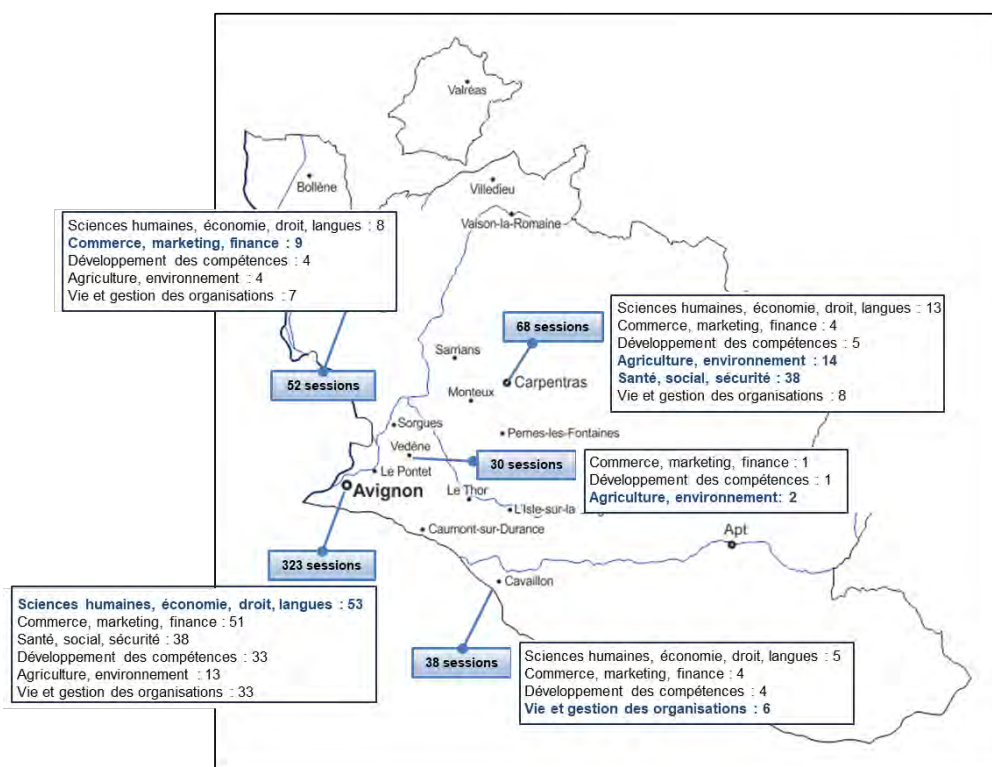 Valréas
Bollène
Villedieu
Vaison-la-Romaine
Sciences humaines, économie, droit, langues : 8
Commerce, marketing, finance : 9
Développement des compétences : 4
Agriculture, environnement : 4
Vie et gestion des organisations : 7
52 sessions
68 sessions
Sciences humaines, économie, droit, langues : 13
Commerce, marketing, finance : 4
Développement des compétences : 5
Agriculture, environnement : 14
Santé, social, sécurité : 38
Vie et gestion des organisations : 8
Sarrians
Carpentras
Monteux
Sorgues
Pernes-les-Fontaines
Vedène
30 sessions
Commerce, marketing, finance : 1
Développement des compétences : 1
Agriculture, environnement: 2
Le Pontet
Avignon
Le Thor
L'Isle-sur-la
Caumont-sur-Durance
Apt
323 sessions
Cavaillon
Sciences humaines, économie, droit, langues : 53
Commerce, marketing, finance : 51
Santé, social, sécurité : 38
Développement des compétences : 33
Agriculture, environnement : 13
Vie et gestion des organisations : 33
38 sessions
Sciences humaines, économie, droit, langues : 5
Commerce, marketing, finance : 4
Développement des compétences : 4
Vie et gestion des organisations : 6